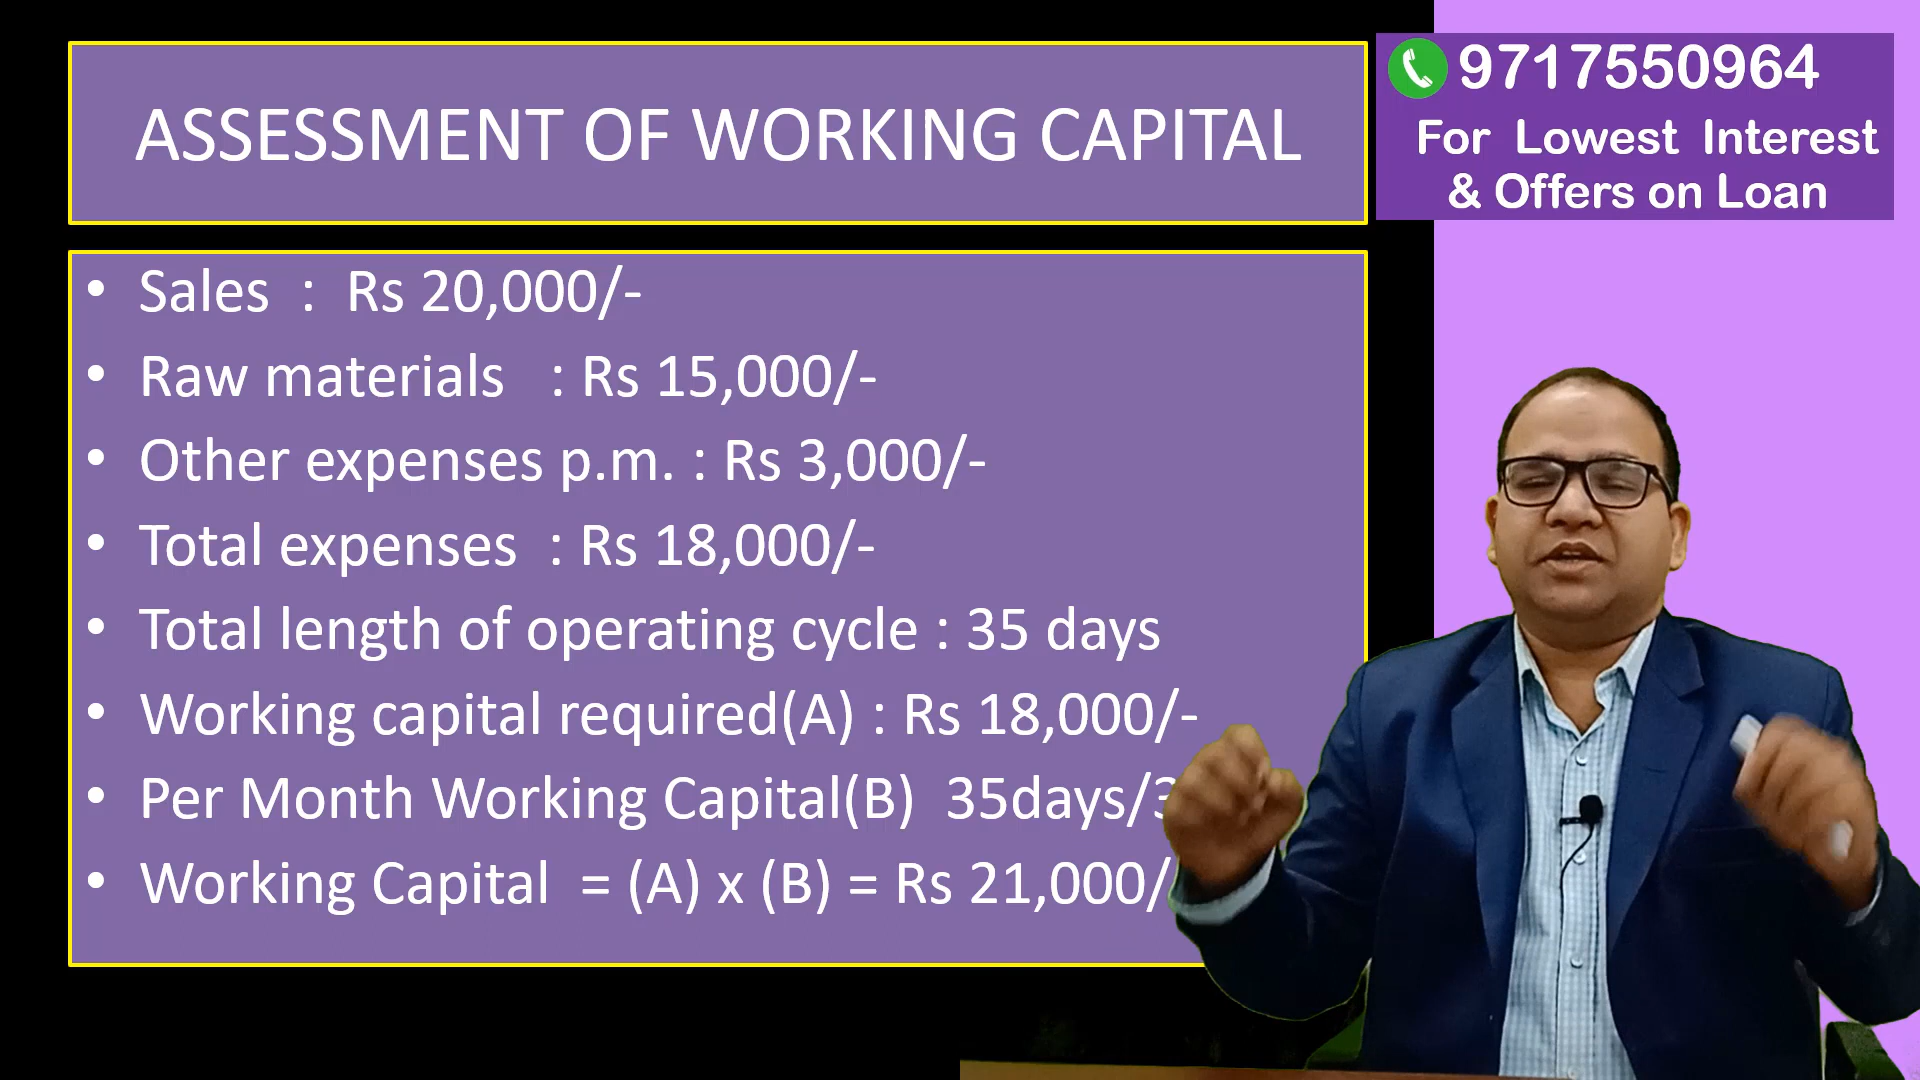 ASSESSMENT OF WORKING CAPITAL
9717550964
For Lowest Interest
& Offers on Loan
• Sales : Rs 20,000/-
• Raw materials : Rs 15,000/-
• Other expenses p.m. : Rs 3,000/-
• Total expenses : Rs 18,000/-
• Total length of operating cycle : 35 days
• Working capital required(A) : Rs 18,000/-
• Per Month Working Capital(B) 35days/
• Working Capital = (A) x (B) = Rs 21,000/